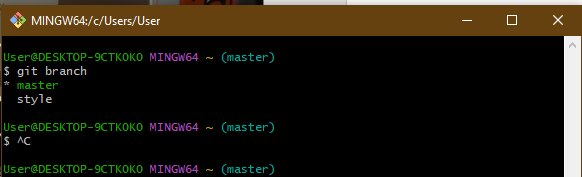 MINGW64:/c/Users/User
User@DESKTOP-9CTKOKO MINGW64 ~ (master)
$ git branch
* master
  style
User@DESKTOP-9CTKOKO MINGW64 ~ (master)
$ ^C
User@DESKTOP-9CTKOKO MINGW64 ~ (master)